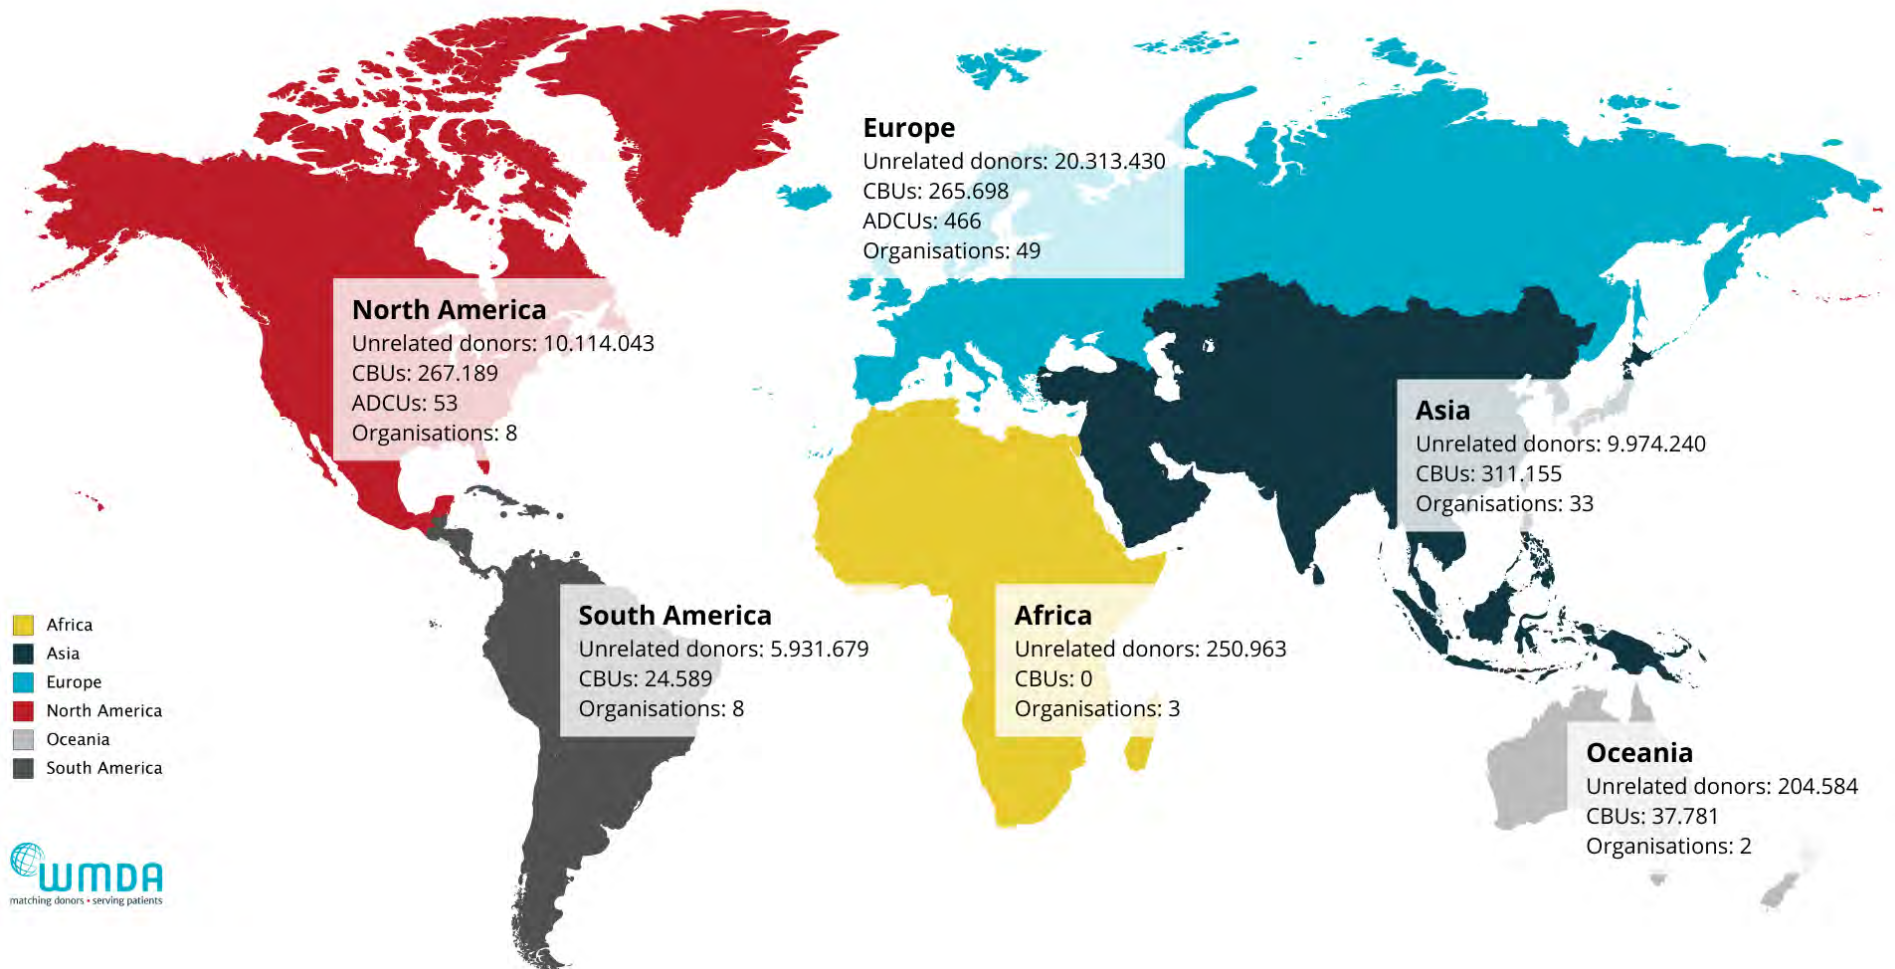 Europe
Unrelated donors: 20.313.430
CBUs: 265.698
ADCUs: 466
Organisations: 49
North America
Unrelated donors: 10.114.043
CBUs: 267.189
ADCUs: 53
Organisations: 8
Asia
Unrelated donors: 9.974.240
CBUs: 311.155
Organisations: 33
South America
Unrelated donors: 5.931.679
CBUs: 24.589
Organisations: 8
Africa
Unrelated donors: 250.963
CBUs: 0
Organisations: 3
Oceania
Unrelated donors: 204.584
CBUs: 37.781
Organisations: 2
Africa
Asia
Europe
North America
Oceania
South America
WMDA
matching donors • serving patients